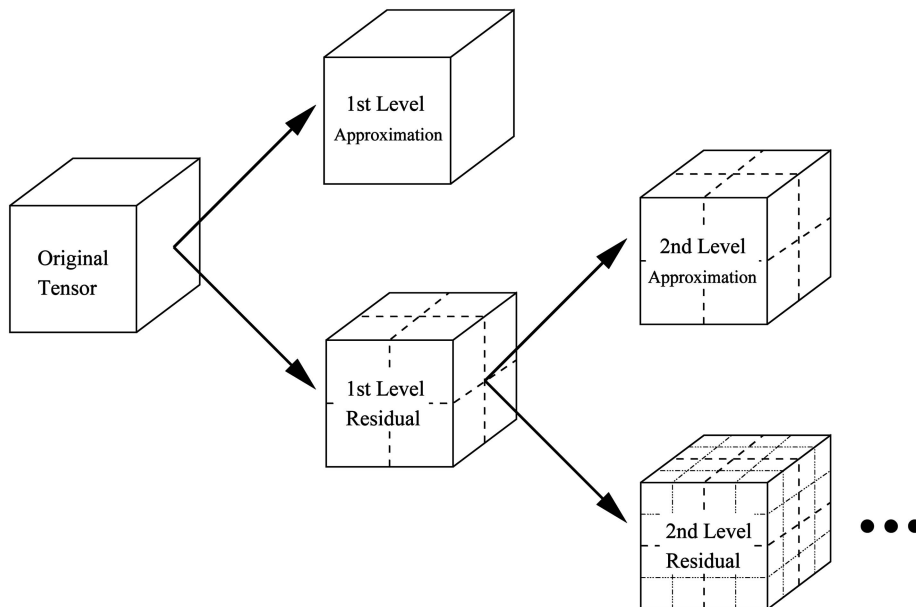 Original
Tensor
1st Level
Approximation
1st Level
Residual
2nd Level
Approximation
2nd Level
Residual